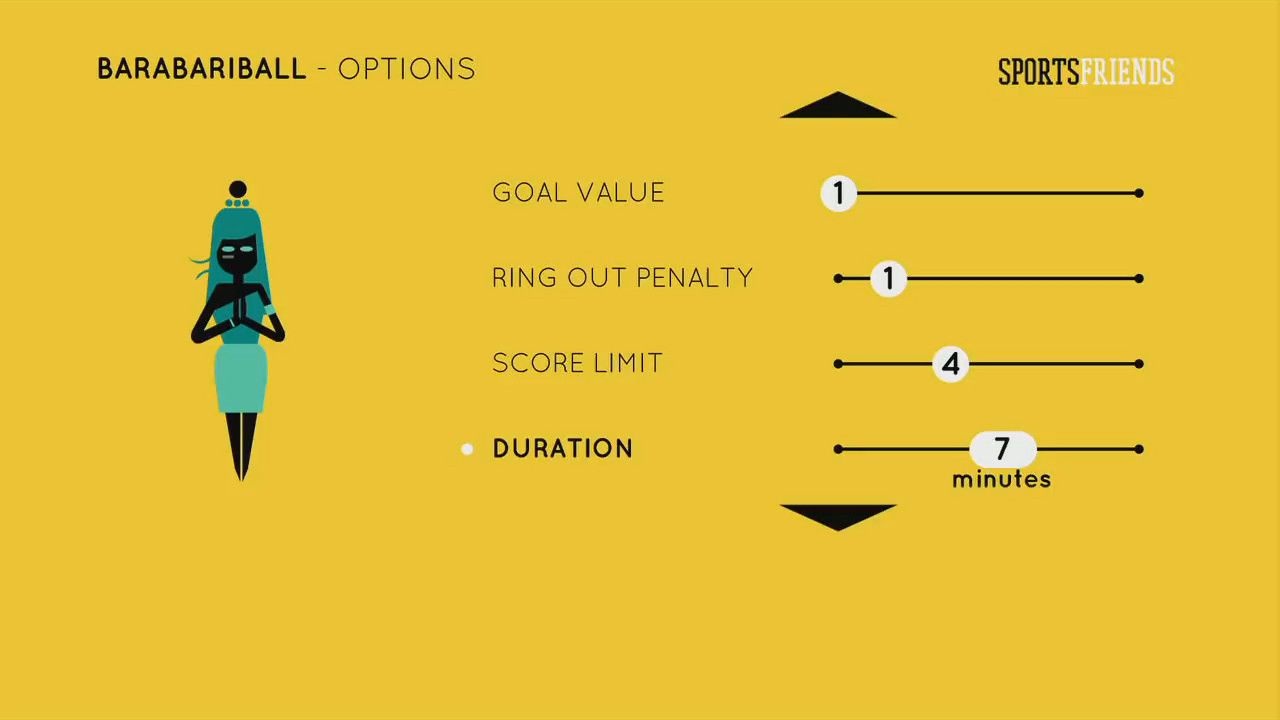 BARABARIBALL - OPTIONS
SPORTSFRIENDS
GOAL VALUE 1
RING OUT PENALTY 1
SCORE LIMIT 4
DURATION 7
minutes